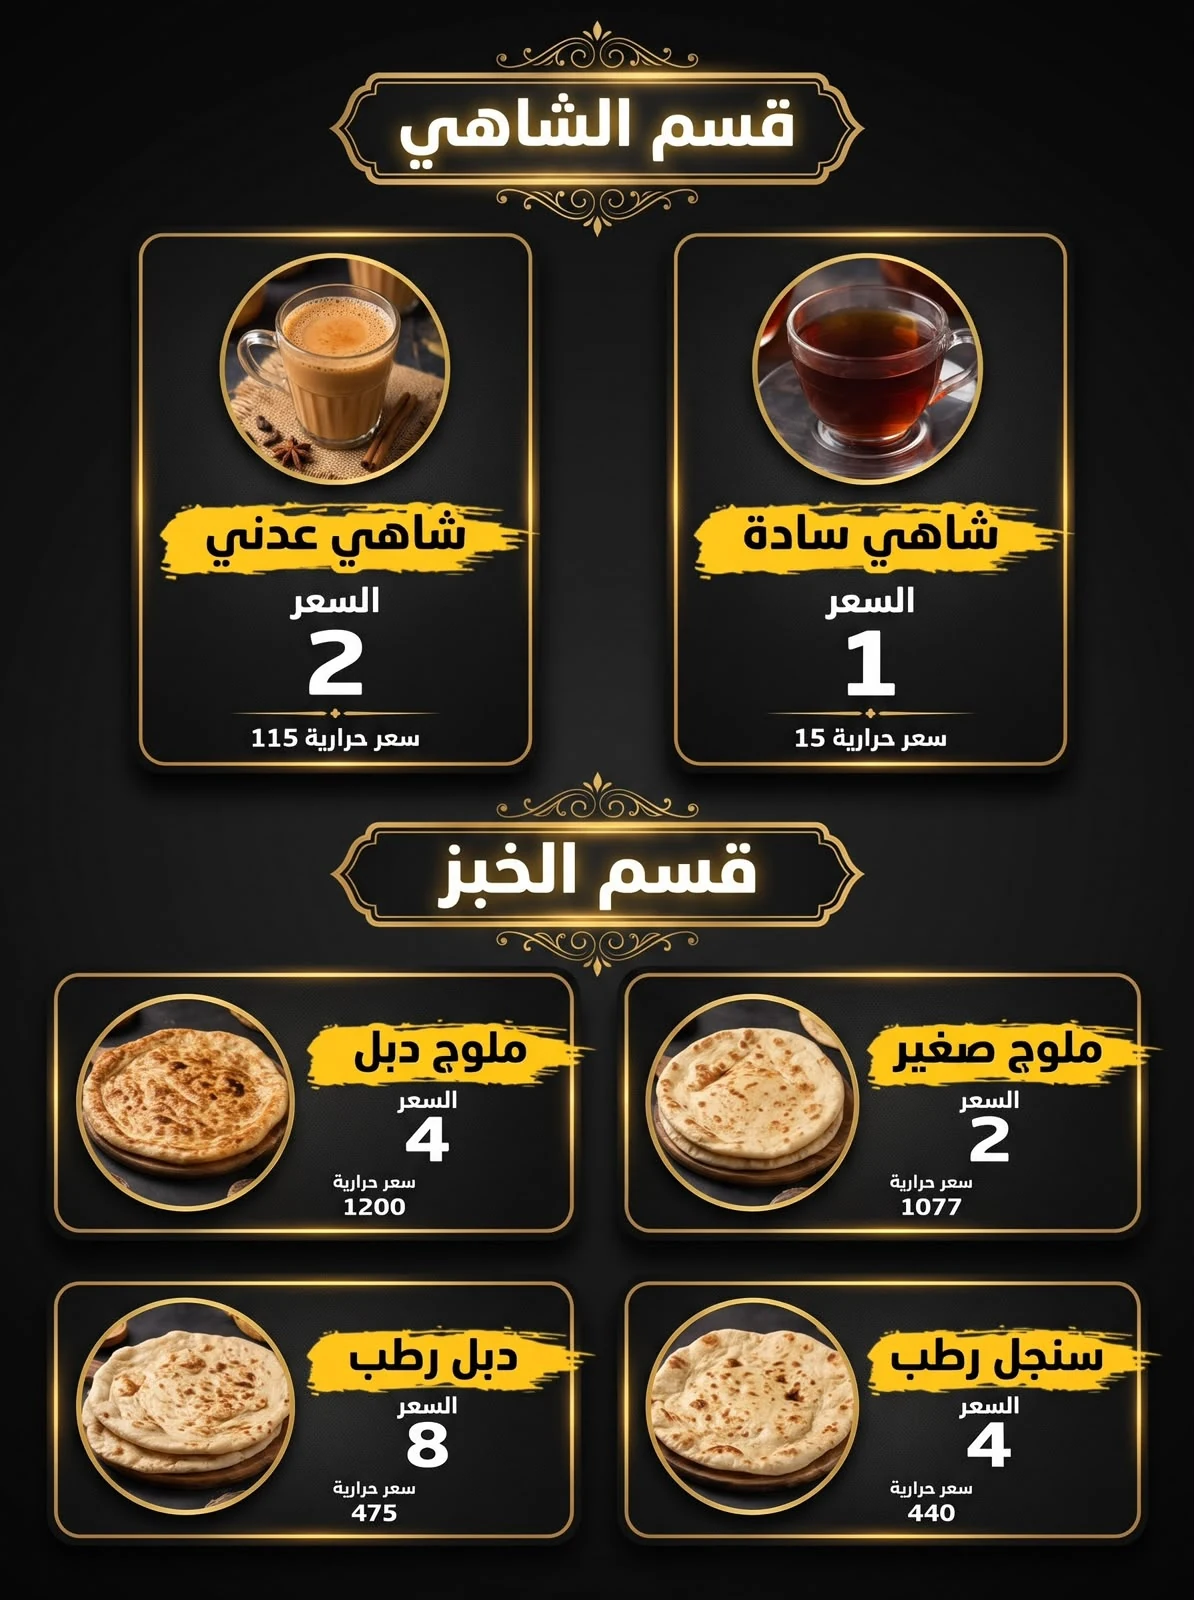 قسم الشاهي
شاهي سادة
السعر
1
سعر حرارية 15
شاهي عدني
السعر
2
سعر حرارية 115
قسم الخبز
ملوج صغير
السعر
2
سعر حرارية
1077
ملوج دبل
السعر
4
سعر حرارية
1200
سنجل رطب
السعر
4
سعر حرارية
440
دبل رطب
السعر
8
سعر حرارية
475